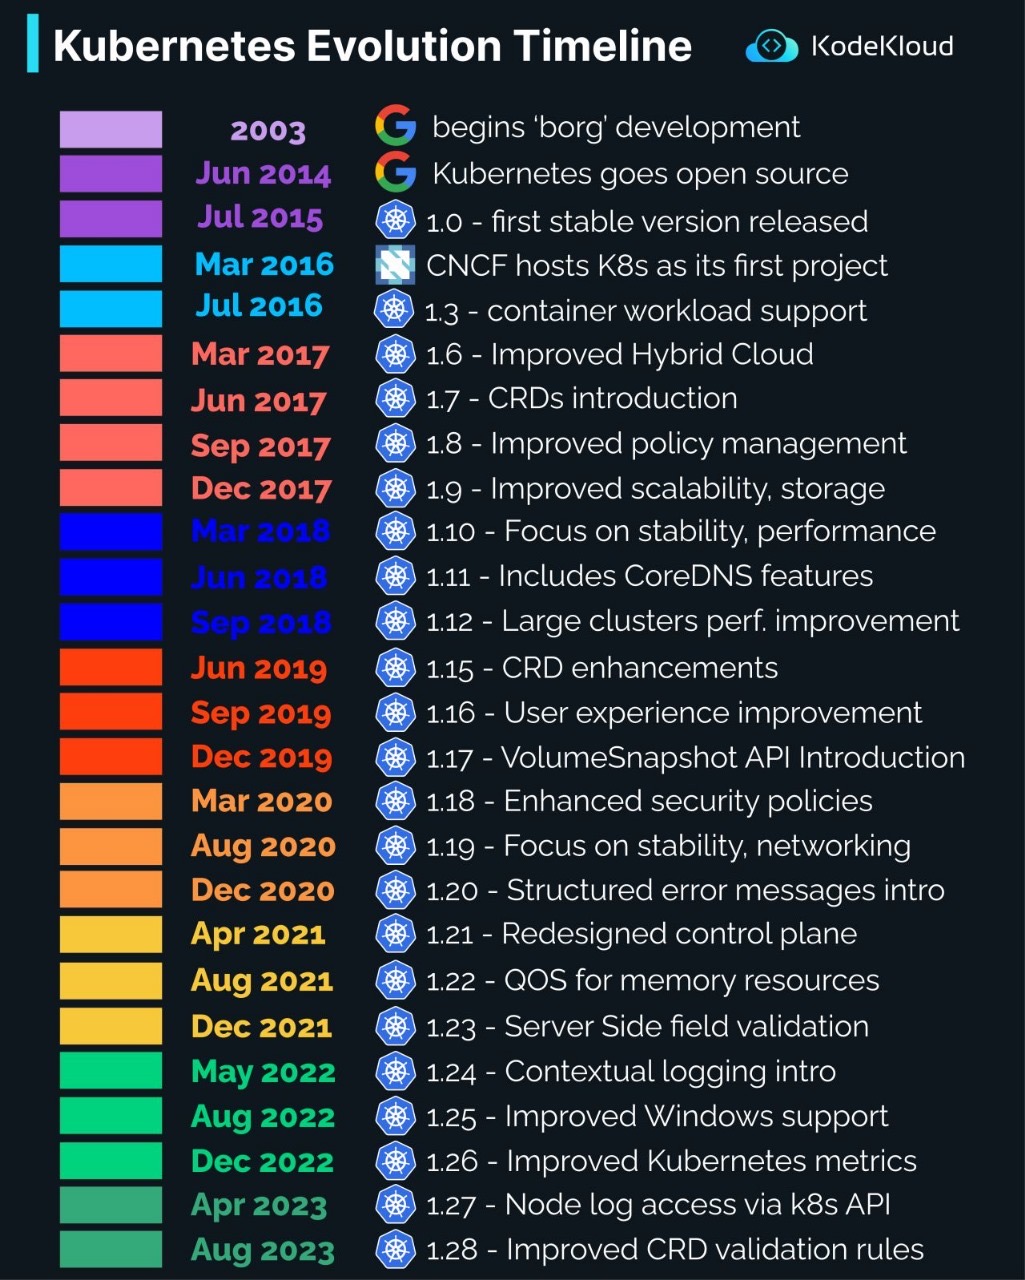 Kubernetes Evolution Timeline KodeKloud
2003 begins ‘borg’ development
Jun 2014 Kubernetes goes open source
Jul 2015 1.0 - first stable version released
Mar 2016 CNCF hosts K8s as its first project
Jul 2016 1.3 - container workload support
Mar 2017 1.6 - Improved Hybrid Cloud
Jun 2017 1.7 - CRDs introduction
Sep 2017 1.8 - Improved policy management
Dec 2017 1.9 - Improved scalability, storage
Mar 2018 1.10 - Focus on stability, performance
Jun 2018 1.11 - Includes CoreDNS features
Sep 2018 1.12 - Large clusters perf. improvement
Jun 2019 1.15 - CRD enhancements
Sep 2019 1.16 - User experience improvement
Dec 2019 1.17 - VolumeSnapshot API Introduction
Mar 2020 1.18 - Enhanced security policies
Aug 2020 1.19 - Focus on stability, networking
Dec 2020 1.20 - Structured error messages intro
Apr 2021 1.21 - Redesigned control plane
Aug 2021 1.22 - QOS for memory resources
Dec 2021 1.23 - Server Side field validation
May 2022 1.24 - Contextual logging intro
Aug 2022 1.25 - Improved Windows support
Dec 2022 1.26 - Improved Kubernetes metrics
Apr 2023 1.27 - Node log access via k8s API
Aug 2023 1.28 - Improved CRD validation rules